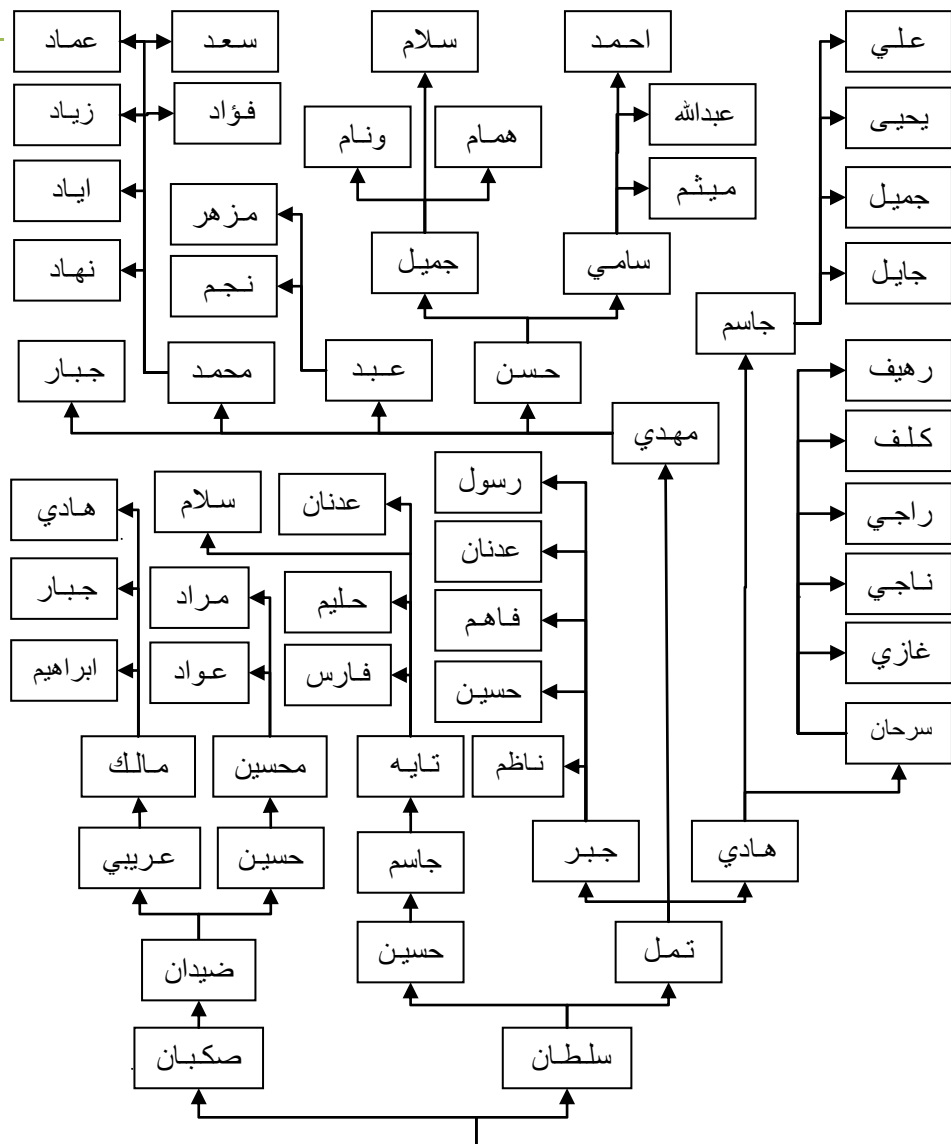 علي
احمد
سلام
سعد
عماد
يحيى
عبدالله
فؤاد
زياد
همام
ونام
ميثم
جميل
اياد
مزهر
سامي
جميل
جايل
نجم
نهاد
جاسم
حسن
عبد
محمد
جبار
رهيف
مهدي
كلف
رسول
عدنان
سلام
هادي
راجي
عدنان
ناجي
حليم
مراد
جبار
فاهم
غازي
فارس
عواد
ابراهيم
حسين
سرحان
ناظم
تايه
محسين
مالك
هادي
جبر
جاسم
حسين
عريبي
تمل
حسين
ضيدان
سلطان
صكبان